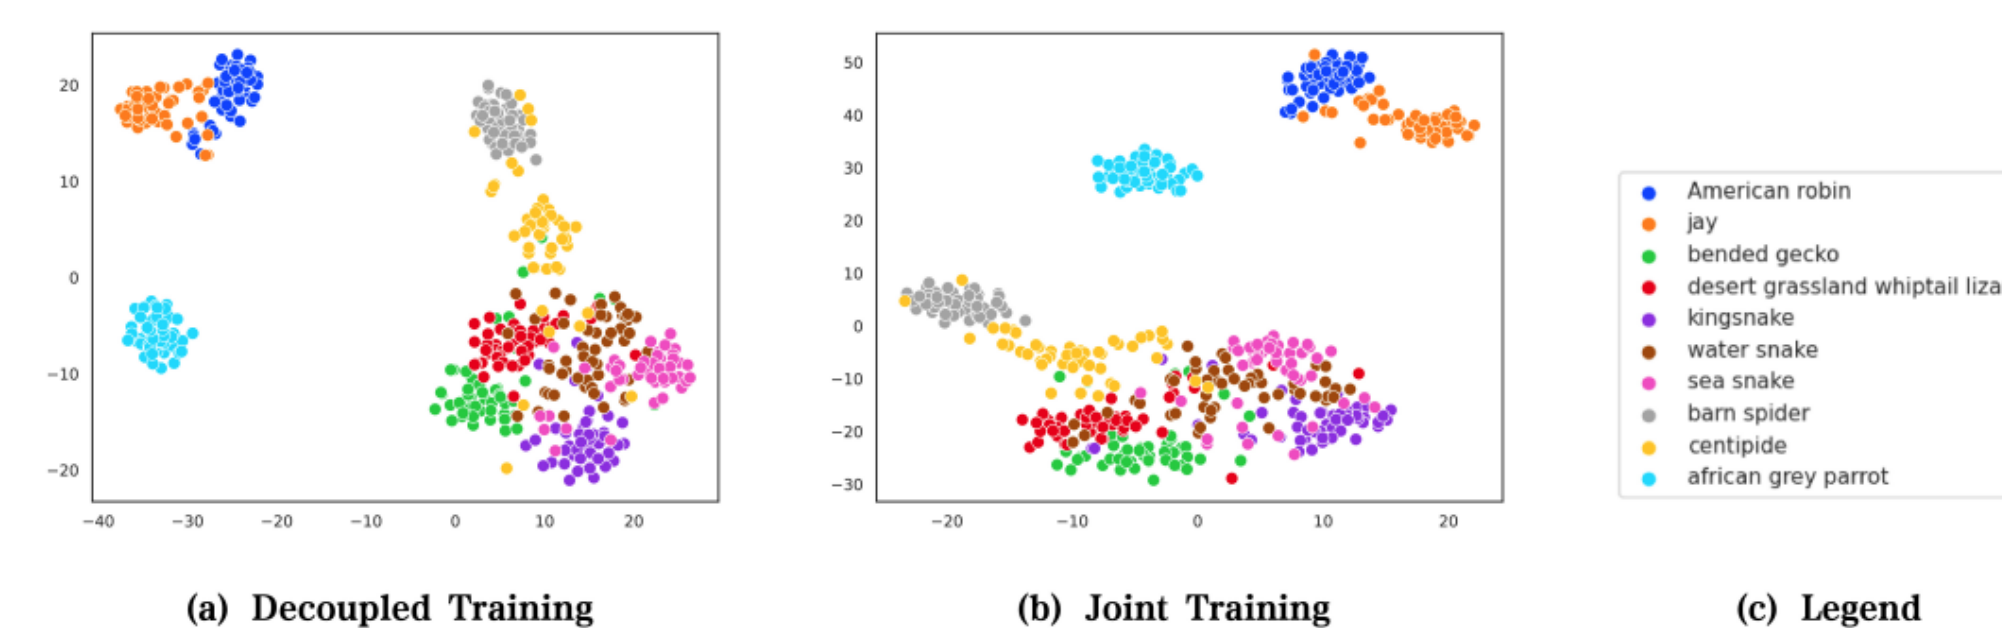 20
10
0
−10
−20
−40
−30
−20
−10
0
10
20
(a) Decoupled Training
50
40
30
20
10
0
−10
−20
−30
−20
−10
0
10
20
(b) Joint Training
American robin
jay
bended gecko
desert grassland whiptail liza
kingsnake
water snake
sea snake
barn spider
centipide
african grey parrot
(c) Legend